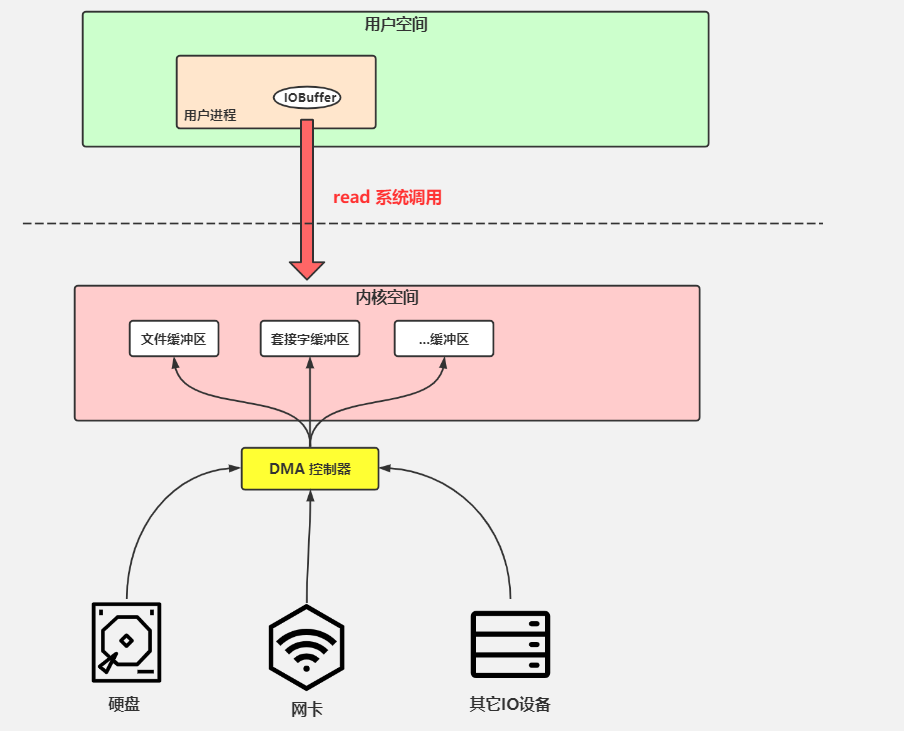 用户空间
IOBuffer
用户进程
read 系统调用
内核空间
文件缓冲区
套接字缓冲区
...缓冲区
DMA 控制器
硬盘
网卡
其它IO设备